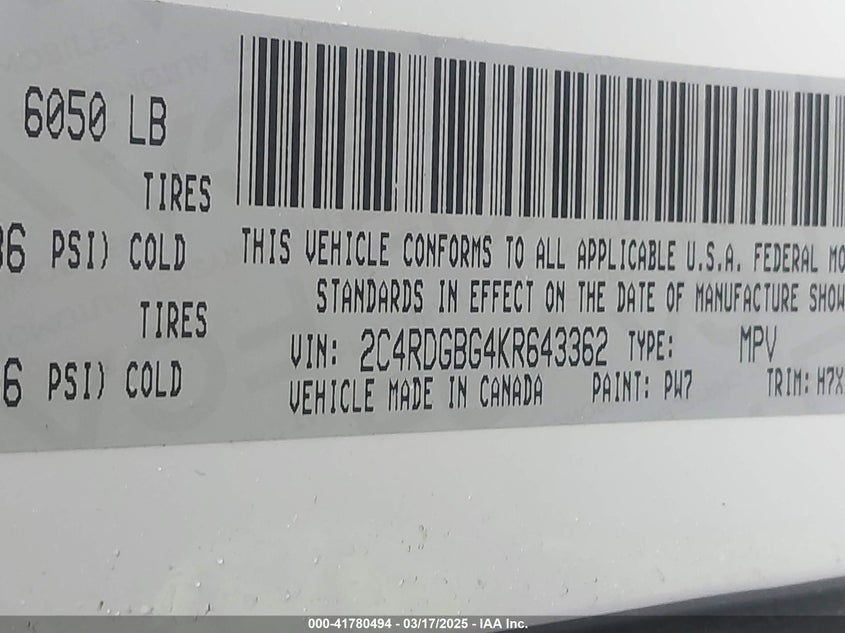 6050 LB
TIRES
36 PSI) COLD
TIRES
6 PSI) COLD
THIS VEHICLE CONFORMS TO ALL APPLICABLE U.S.A. FEDERAL MO
STANDARDS IN EFFECT ON THE DATE OF MANUFACTURE SHOW
VIN: 2C4RDGBG4KR643362 TYPE: MPV
VEHICLE MADE IN CANADA PAINT: PW7 TRIM: H7X
000-41780494 - 03/17/2025 - IAA Inc.